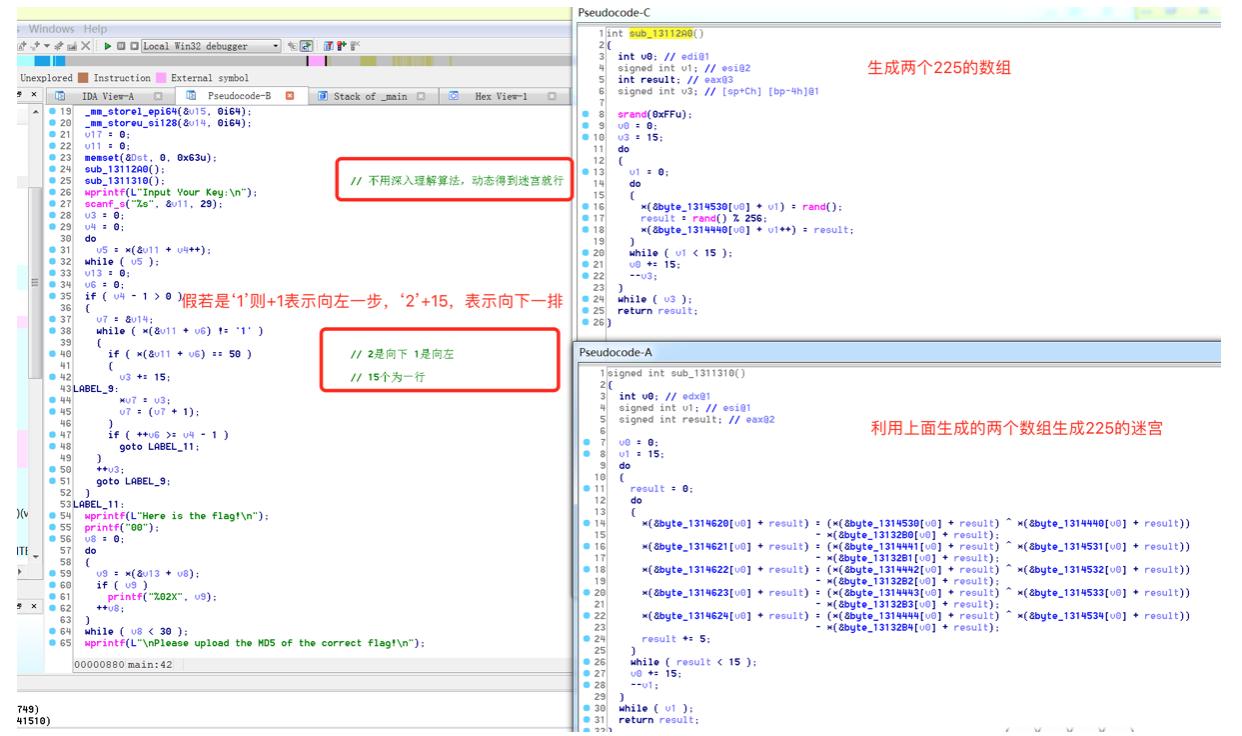 Windows Help
Local Win32 debugger
Unexplored Instruction External symbol
IDA View-A Pseudocode-B Stack of _main Hex View-1
19 _mm_storel_epi64(&v15, 0i64);
20 _mm_storeu_si128(&v14, 0i64);
21 v17 = 0;
22 v11 = 0;
23 memset(&Dst, 0, 0x63u);
24 sub_13112A0();
25 sub_1311310();
26 wprintf(L"Input Your Key:\n");
27 scanf_s("%s", &v11, 29);
28 v3 = 0;
29 v4 = 0;
30 do
31 v5 = *(&v11 + v4++);
32 while ( v5 );
33 v13 = 0;
34 v6 = 0;
35 if ( v4 - 1 > 0 )
36 {
37 v7 = &v14;
38 while ( *(&v11 + v6) != '1' )
39 {
40 if ( *(&v11 + v6) == 50 )
41 {
42 v3 += 15;
43 LABEL_9:
44 *v7 = v3;
45 v7 = (v7 + 1);
46 }
47 if ( ++v6 >= v4 - 1 )
48 goto LABEL_11;
49 }
50 ++v3;
51 goto LABEL_9;
52 }
53 LABEL_11:
54 wprintf(L"Here is the flag!\n");
55 printf("00");
56 v8 = 0;
57 do
58 {
59 v9 = *(&v13 + v8);
60 if ( v9 )
61 printf("%02X", v9);
62 ++v8;
63 }
64 while ( v8 < 30 );
65 wprintf(L"\nPlease upload the MD5 of the correct flag!\n");
00000880 main:42
749)
41510)
// 不用深入理解算法，动态得到迷宫就行
假若是‘1’则+1表示向左一步，‘2’+15，表示向下一排
// 2是向下 1是向左
// 15个为一行
Pseudocode-C
1 int sub_13112A0()
2 {
3 int v0; // edi@1
4 signed int v1; // esi@2
5 int result; // eax@3
6 signed int v3; // [sp+Ch] [bp-4h]@1
7
8 srand(0xFFu);
9 v0 = 0;
10 v3 = 15;
11 do
12 {
13 v1 = 0;
14 do
15 {
16 *(&byte_1314530[v0] + v1) = rand();
17 result = rand() % 256;
18 *(&byte_1314440[v0] + v1++) = result;
19 }
20 while ( v1 < 15 );
21 v0 += 15;
22 --v3;
23 }
24 while ( v3 );
25 return result;
26 }
生成两个225的数组
Pseudocode-A
1 signed int sub_1311310()
2 {
3 int v0; // edx@1
4 signed int v1; // esi@1
5 signed int result; // eax@2
6
7 v0 = 0;
8 v1 = 15;
9 do
10 {
11 result = 0;
12 do
13 {
14 *(&byte_1314620[v0] + result) = (*(&byte_1314530[v0] + result) ^ *(&byte_1314440[v0] + result))
15 - *(&byte_13132B0[v0] + result);
16 *(&byte_1314621[v0] + result) = (*(&byte_1314441[v0] + result) ^ *(&byte_1314531[v0] + result))
17 - *(&byte_13132B1[v0] + result);
18 *(&byte_1314622[v0] + result) = (*(&byte_1314442[v0] + result) ^ *(&byte_1314532[v0] + result))
19 - *(&byte_13132B2[v0] + result);
20 *(&byte_1314623[v0] + result) = (*(&byte_1314443[v0] + result) ^ *(&byte_1314533[v0] + result))
21 - *(&byte_13132B3[v0] + result);
22 *(&byte_1314624[v0] + result) = (*(&byte_1314444[v0] + result) ^ *(&byte_1314534[v0] + result))
23 - *(&byte_13132B4[v0] + result);
24 result += 5;
25 }
26 while ( result < 15 );
27 v0 += 15;
28 --v1;
29 }
30 while ( v1 );
31 return result;
32 }
利用上面生成的两个数组生成225的迷宫